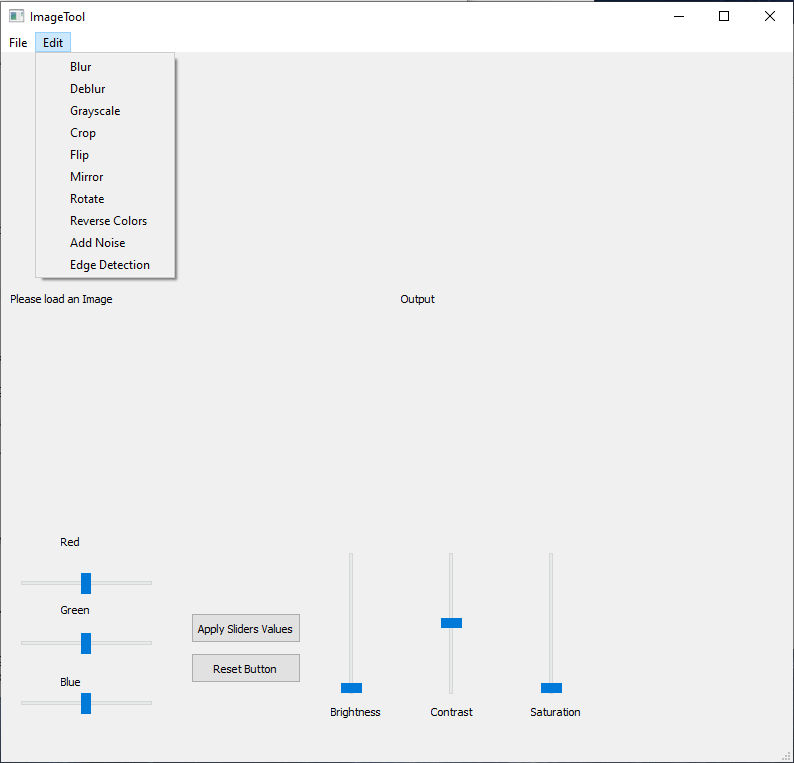 ImageTool
File Edit
Blur
Deblur
Grayscale
Crop
Flip
Mirror
Rotate
Reverse Colors
Add Noise
Edge Detection
Please load an Image
Output
Red
Green
Blue
Apply Sliders Values
Reset Button
Brightness
Contrast
Saturation